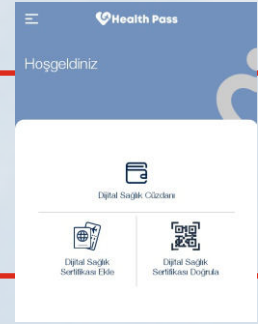 Health Pass
Hoşgeldiniz
Dijital Sağlık Cüzdanı
Dijital Sağlık
Sertifikası Ekle
Dijital Sağlık
Sertifikası Doğrula